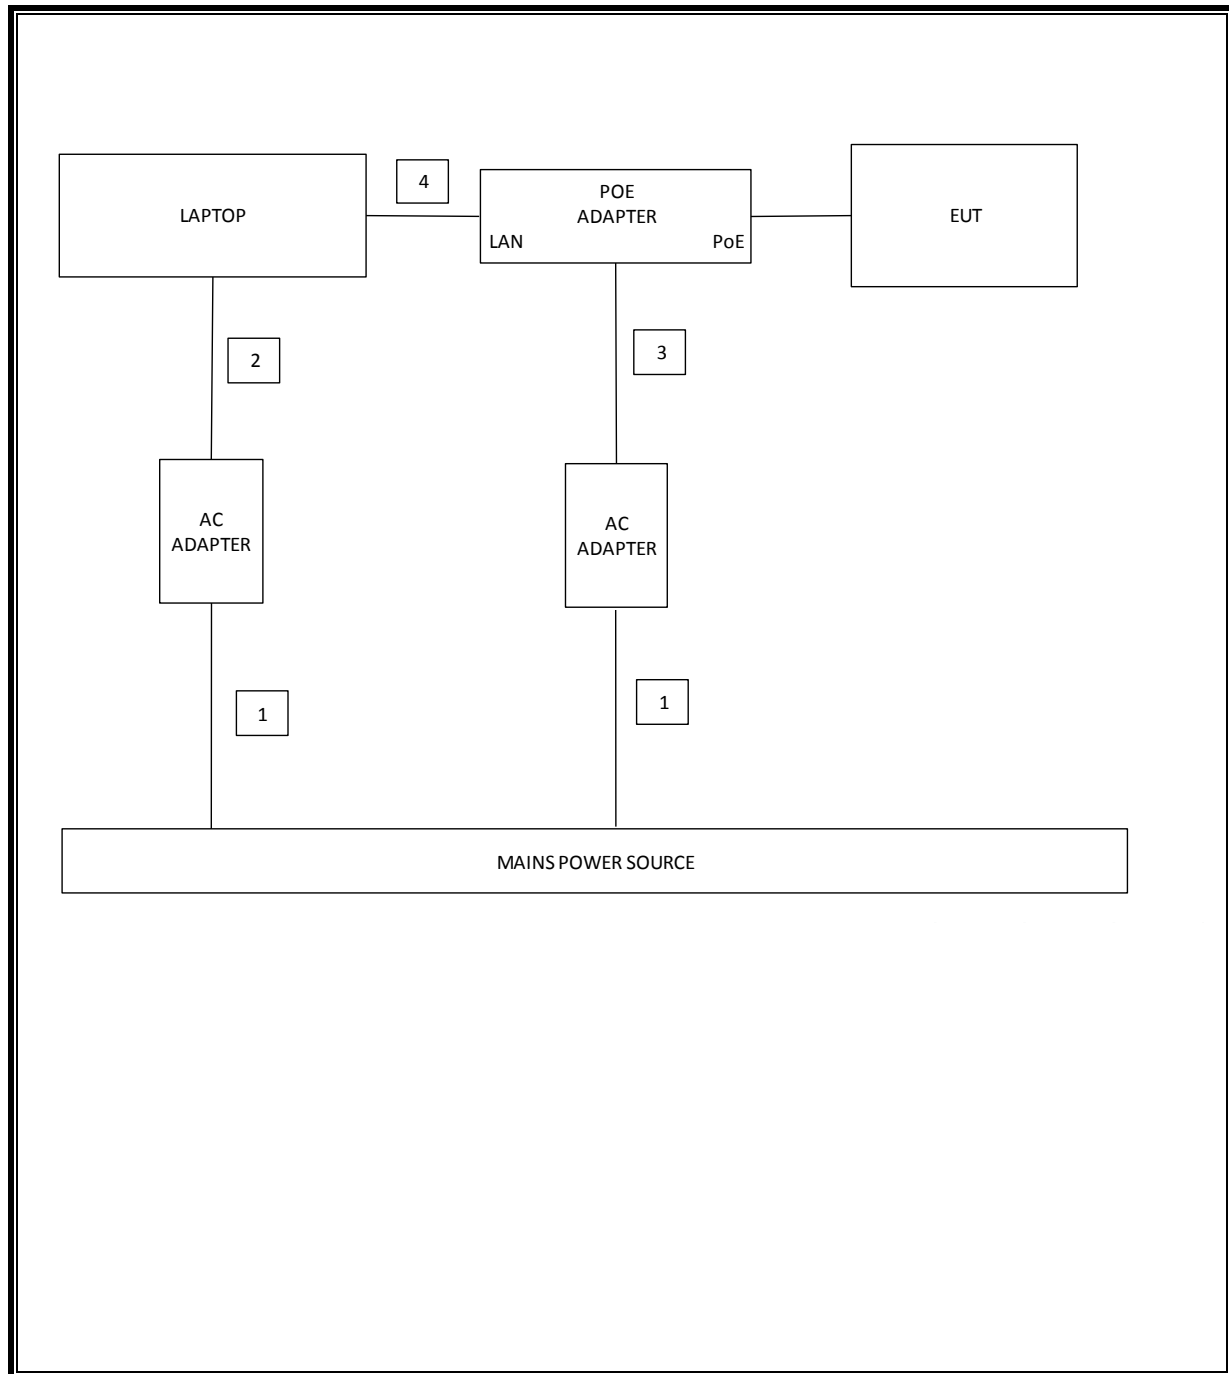 LAPTOP
4
POE
ADAPTER
LAN
PoE
EUT
2
3
AC
ADAPTER
AC
ADAPTER
1
1
MAINS POWER SOURCE